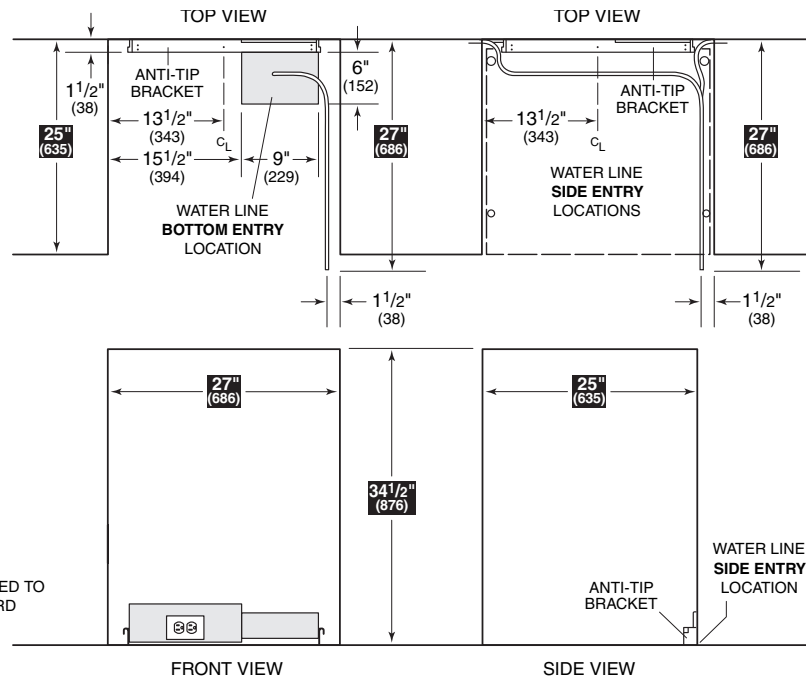 TOP VIEW
ANTI-TIP
BRACKET
1 1/2"
(38)
25"
(635)
13 1/2"
(343)
CL
15 1/2"
(394)
9"
(229)
6"
(152)
27"
(686)
WATER LINE
BOTTOM ENTRY
LOCATION
1 1/2"
(38)
TOP VIEW
ANTI-TIP
BRACKET
13 1/2"
(343)
CL
27"
(686)
WATER LINE
SIDE ENTRY
LOCATIONS
1 1/2"
(38)
27"
(686)
34 1/2"
(876)
ED TO
RD
FRONT VIEW
25"
(635)
ANTI-TIP
BRACKET
WATER LINE
SIDE ENTRY
LOCATION
SIDE VIEW